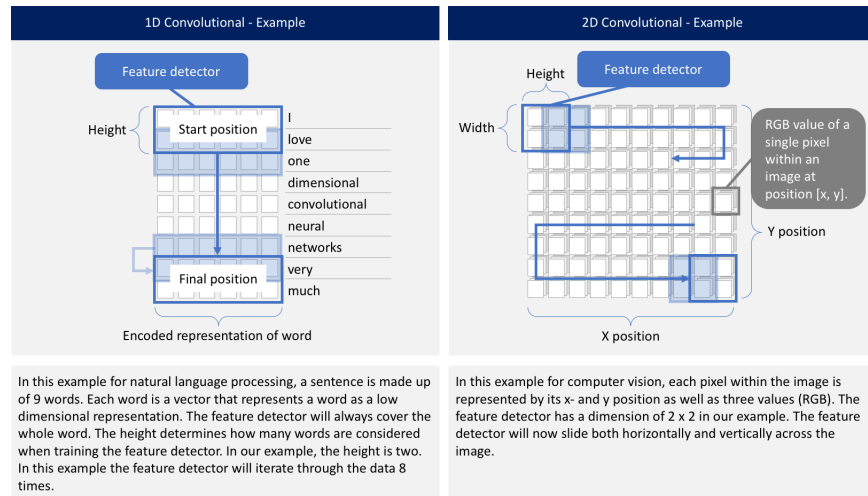 1D Convolutional - Example
Feature detector
Height
Start position
I
love
one
dimensional
convolutional
neural
networks
very
much
Final position
Encoded representation of word
In this example for natural language processing, a sentence is made up
of 9 words. Each word is a vector that represents a word as a low
dimensional representation. The feature detector will always cover the
whole word. The height determines how many words are considered
when training the feature detector. In our example, the height is two.
In this example the feature detector will iterate through the data 8
times.
2D Convolutional - Example
Height
Feature detector
Width
RGB value of a
single pixel
within an
image at
position [x, y].
Y position
X position
In this example for computer vision, each pixel within the image is
represented by its x- and y position as well as three values (RGB). The
feature detector has a dimension of 2 x 2 in our example. The feature
detector will now slide both horizontally and vertically across the
image.